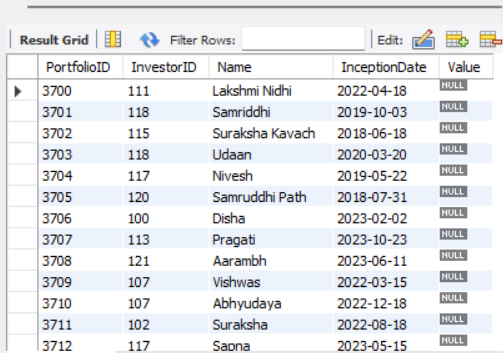 Result Grid Filter Rows: Edit:
PortfolioID InvestorID Name InceptionDate Value
3700 111 Lakshmi Nidhi 2022-04-18 NULL
3701 118 Samriddhi 2019-10-03 NULL
3702 115 Suraksha Kavach 2018-06-18 NULL
3703 118 Udaan 2020-03-20 NULL
3704 117 Nivesh 2019-05-22 NULL
3705 120 Samruddhi Path 2018-07-31 NULL
3706 100 Disha 2023-02-02 NULL
3707 113 Pragati 2023-10-23 NULL
3708 121 Aarambh 2023-06-11 NULL
3709 107 Vishwas 2022-03-15 NULL
3710 107 Abhyudaya 2022-12-18 NULL
3711 102 Suraksha 2022-08-18 NULL
3712 117 Sapna 2023-05-15 NULL